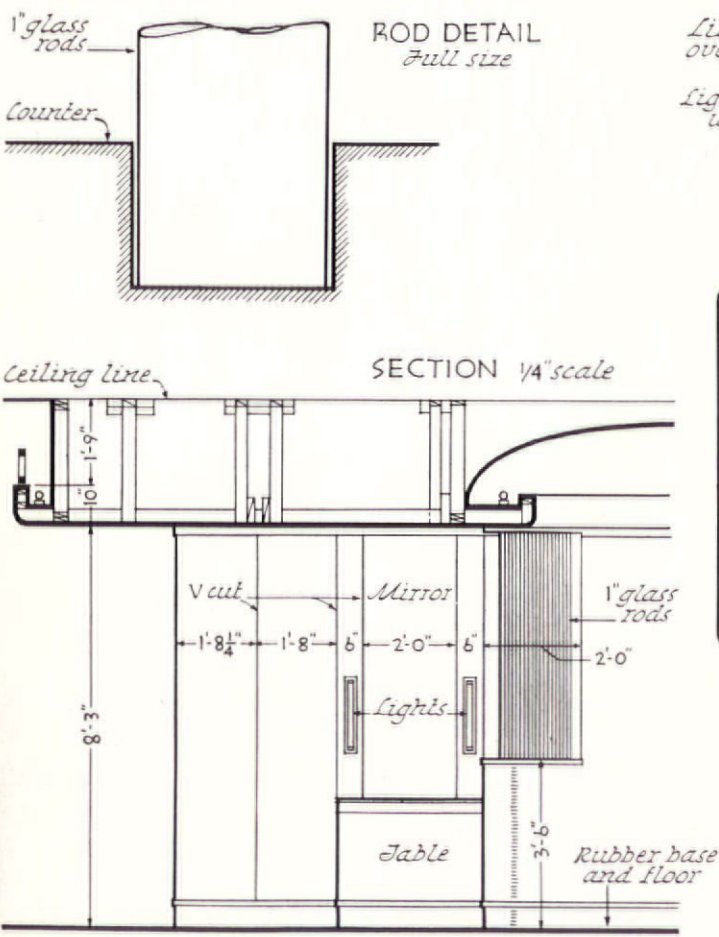 1" glass
rods
ROD DETAIL
Full size
Counter
Ceiling line
SECTION 1/4" scale
1'-9"
10"
V cut
Mirror
1" glass
rods
1'-8 1/4"
1'-8"
6"
2'-0"
6"
2'-0"
Lights
8'-3"
3'-6"
Table
Rubber base
and floor